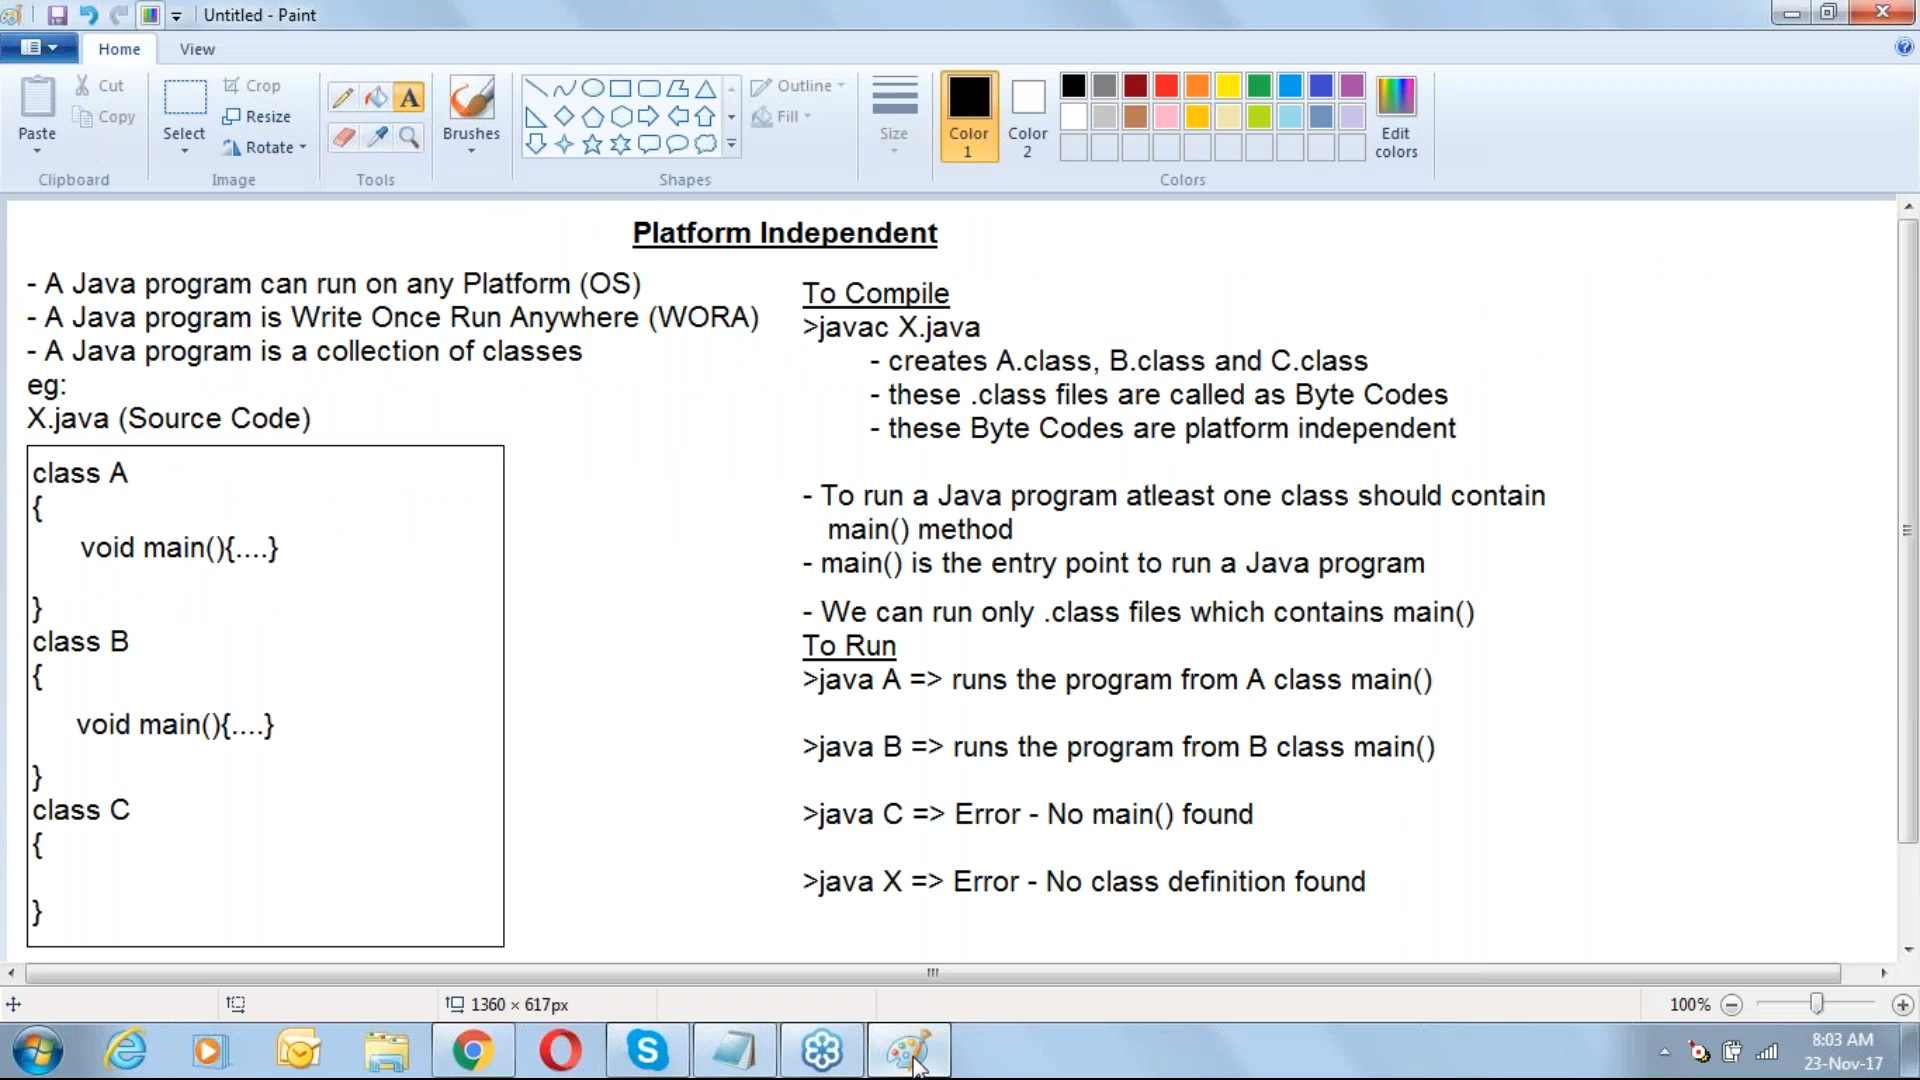 Untitled - Paint
Home
View
Paste
Cut
Copy
Clipboard
Select
Crop
Resize
Rotate
Image
A
Tools
Brushes
Outline
Fill
Shapes
Size
Color
1
Color
2
Edit
colors
Colors
Platform Independent
- A Java program can run on any Platform (OS)
- A Java program is Write Once Run Anywhere (WORA)
- A Java program is a collection of classes
eg:
X.java (Source Code)
class A
{
void main(){....}
}
class B
{
void main(){....}
}
class C
{
}
To Compile
>javac X.java
- creates A.class, B.class and C.class
- these .class files are called as Byte Codes
- these Byte Codes are platform independent
- To run a Java program atleast one class should contain
main() method
- main() is the entry point to run a Java program
- We can run only .class files which contains main()
To Run
>java A => runs the program from A class main()
>java B => runs the program from B class main()
>java C => Error - No main() found
>java X => Error - No class definition found
1360 × 617px
100%
8:03 AM
23-Nov-17